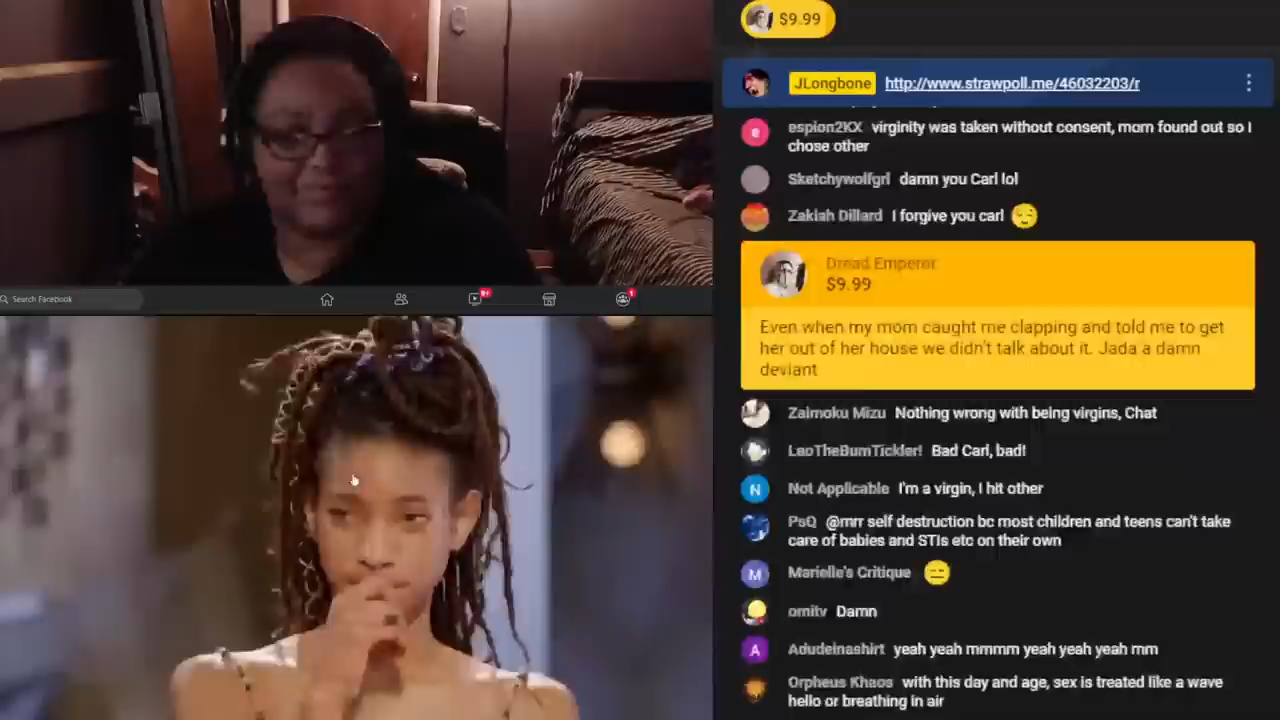 $9.99
JLongbone http://www.strawpoll.me/46032203/r
espion2KX virginity was taken without consent, mom found out so I
chose other
Sketchywolfgrl damn you Carl lol
Zakiah Dillard I forgive you carl
Dread Emperor
$9.99
Even when my mom caught me clapping and told me to get
her out of her house we didn't talk about it. Jada a damn
deviant
Zaimoku Mizu Nothing wrong with being virgins, Chat
LeoTheBumTickler! Bad Carl, bad!
N Not Applicable I'm a virgin, I hit other
PsQ @mrr self destruction bc most children and teens can't take
care of babies and STIs etc on their own
M Marielle's Critique
omitv Damn
A Adudeinashirt yeah yeah mmmm yeah yeah yeah mm
Orpheus Khaos with this day and age, sex is treated like a wave
hello or breathing in air
Search Facebook
9+
1